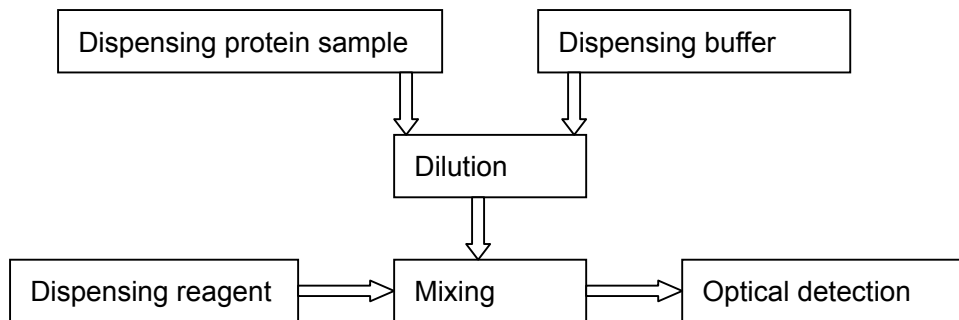 Dispensing protein sample
Dispensing buffer
Dilution
Dispensing reagent
Mixing
Optical detection